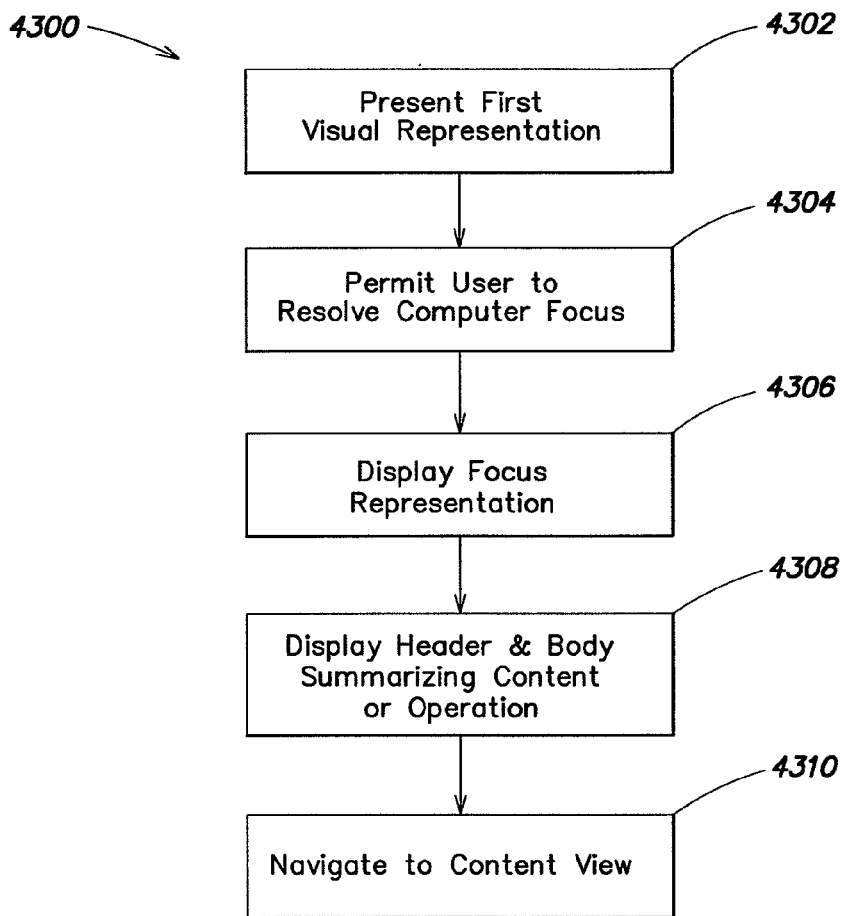 4300
4302
Present First
Visual Representation
4304
Permit User to
Resolve Computer Focus
4306
Display Focus
Representation
4308
Display Header & Body
Summarizing Content
or Operation
4310
Navigate to Content View